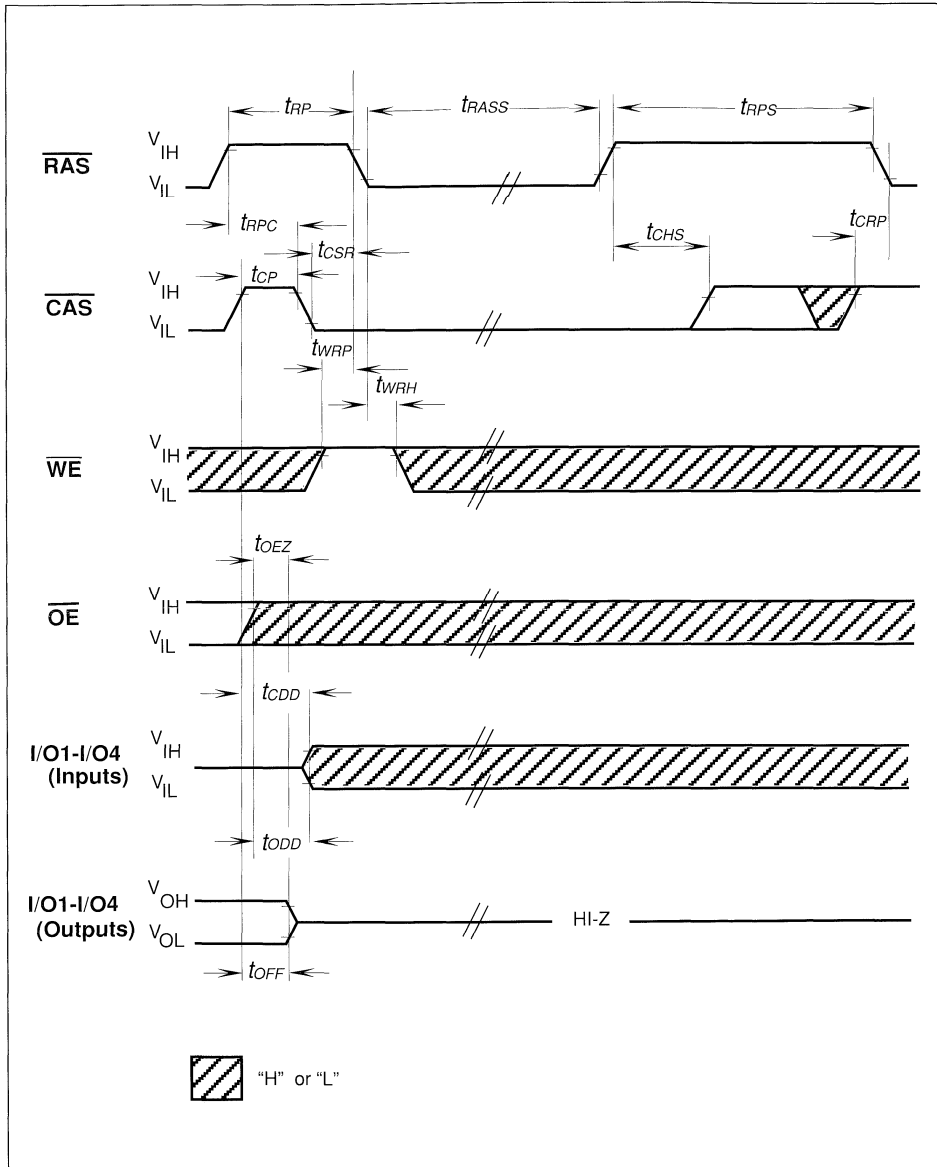 tRP tRASS tRPS
VIH
RAS
VIL
tRPC tCSR tCHS tCRP
tCP
VIH
CAS
VIL
tWRP
tWRH
VIH
WE
VIL
tOEZ
VIH
OE
VIL
tCDD
I/O1-I/O4 VIH
(Inputs) VIL
tODD
I/O1-I/O4 VOH
HI-Z
(Outputs) VOL
tOFF
“H” or “L”